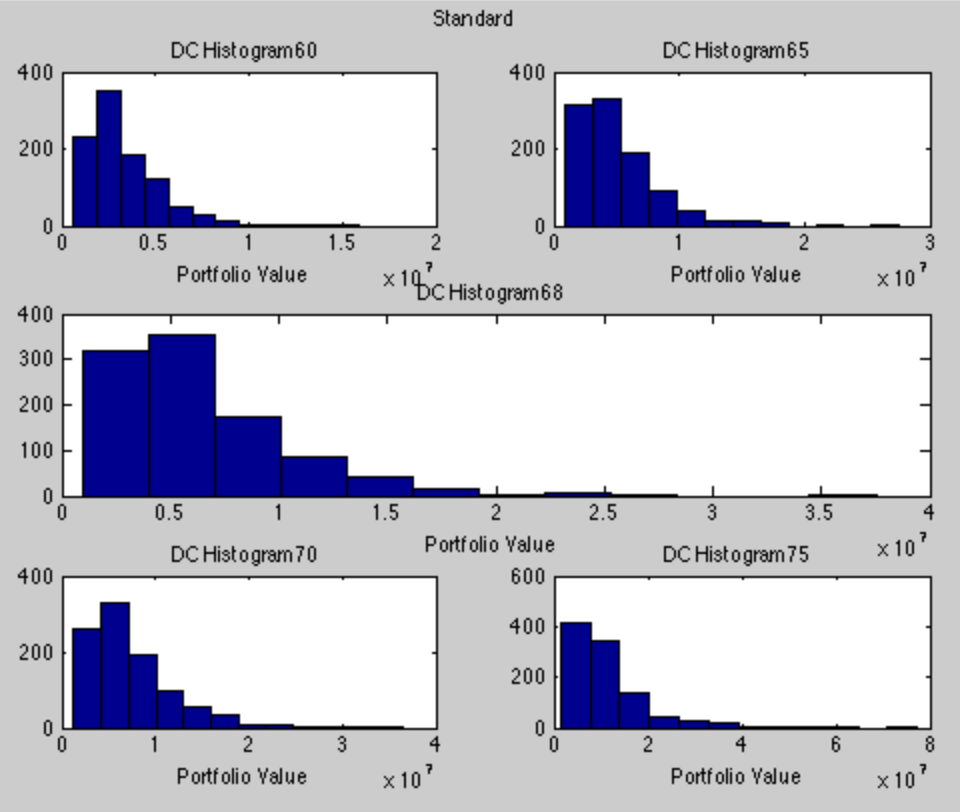 Standard
DC Histogram60
400
200
0
0 0.5 1 1.5 2
Portfolio Value
x 10^7
DC Histogram65
400
200
0
0 1 2 3
Portfolio Value
x 10^7
DC Histogram68
400
300
200
100
0
0 0.5 1 1.5 2 2.5 3 3.5 4
Portfolio Value
x 10^7
DC Histogram70
400
200
0
0 1 2 3 4
Portfolio Value
x 10^7
DC Histogram75
600
400
200
0
0 2 4 6 8
Portfolio Value
x 10^7